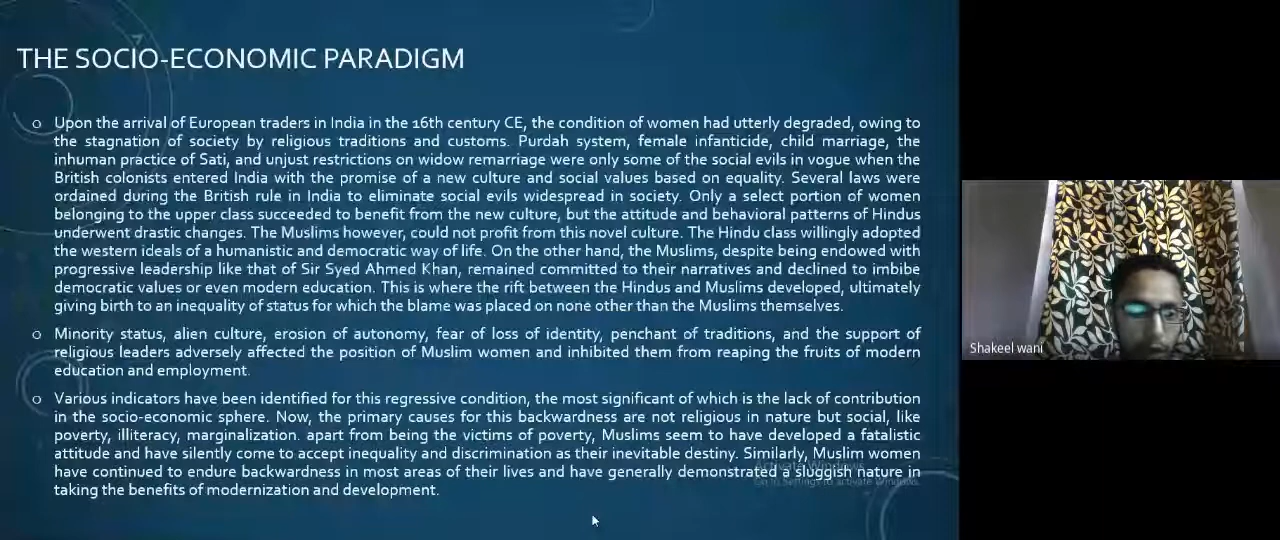 THE SOCIO-ECONOMIC PARADIGM
o Upon the arrival of European traders in India in the 16th century CE, the condition of women had utterly degraded, owing to
the stagnation of society by religious traditions and customs. Purdah system, female infanticide, child marriage, the
inhuman practice of Sati, and unjust restrictions on widow remarriage were only some of the social evils in vogue when the
British colonists entered India with the promise of a new culture and social values based on equality. Several laws were
ordained during the British rule in India to eliminate social evils widespread in society. Only a select portion of women
belonging to the upper class succeeded to benefit from the new culture, but the attitude and behavioral patterns of Hindus
underwent drastic changes. The Muslims however, could not profit from this novel culture. The Hindu class willingly adopted
the western ideals of a humanistic and democratic way of life. On the other hand, the Muslims, despite being endowed with
progressive leadership like that of Sir Syed Ahmed Khan, remained committed to their narratives and declined to imbibe
democratic values or even modern education. This is where the rift between the Hindus and Muslims developed, ultimately
giving birth to an inequality of status for which the blame was placed on none other than the Muslims themselves.
o Minority status, alien culture, erosion of autonomy, fear of loss of identity, penchant of traditions, and the support of
religious leaders adversely affected the position of Muslim women and inhibited them from reaping the fruits of modern
education and employment.
o Various indicators have been identified for this regressive condition, the most significant of which is the lack of contribution
in the socio-economic sphere. Now, the primary causes for this backwardness are not religious in nature but social, like
poverty, illiteracy, marginalization. apart from being the victims of poverty, Muslims seem to have developed a fatalistic
attitude and have silently come to accept inequality and discrimination as their inevitable destiny. Similarly, Muslim women
have continued to endure backwardness in most areas of their lives and have generally demonstrated a sluggish nature in
taking the benefits of modernization and development.
Activate Windows
Go to Settings to activate Windows.
Shakeel wani